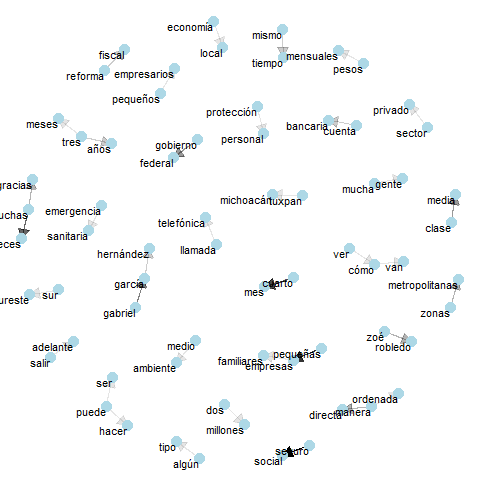 economía
local
mismo
tiempo
mensuales
pesos
fiscal
reforma
empresarios
pequeños
meses
tres
años
protección
personal
gobierno
federal
bancaria
cuenta
privado
sector
gracias
uchas
eces
emergencia
sanitaria
michoacán
tuxpan
mucha
gente
media
clase
telefónica
llamada
hernández
garcía
gabriel
ver
cómo
van
metropolitanas
zonas
cuarto
mes
ureste
sur
adelante
salir
medio
ambiente
familiares
pequeñas
empresas
zoé
robledo
ser
puede
hacer
dos
millones
ordenada
directa
manera
tipo
algún
seguro
social